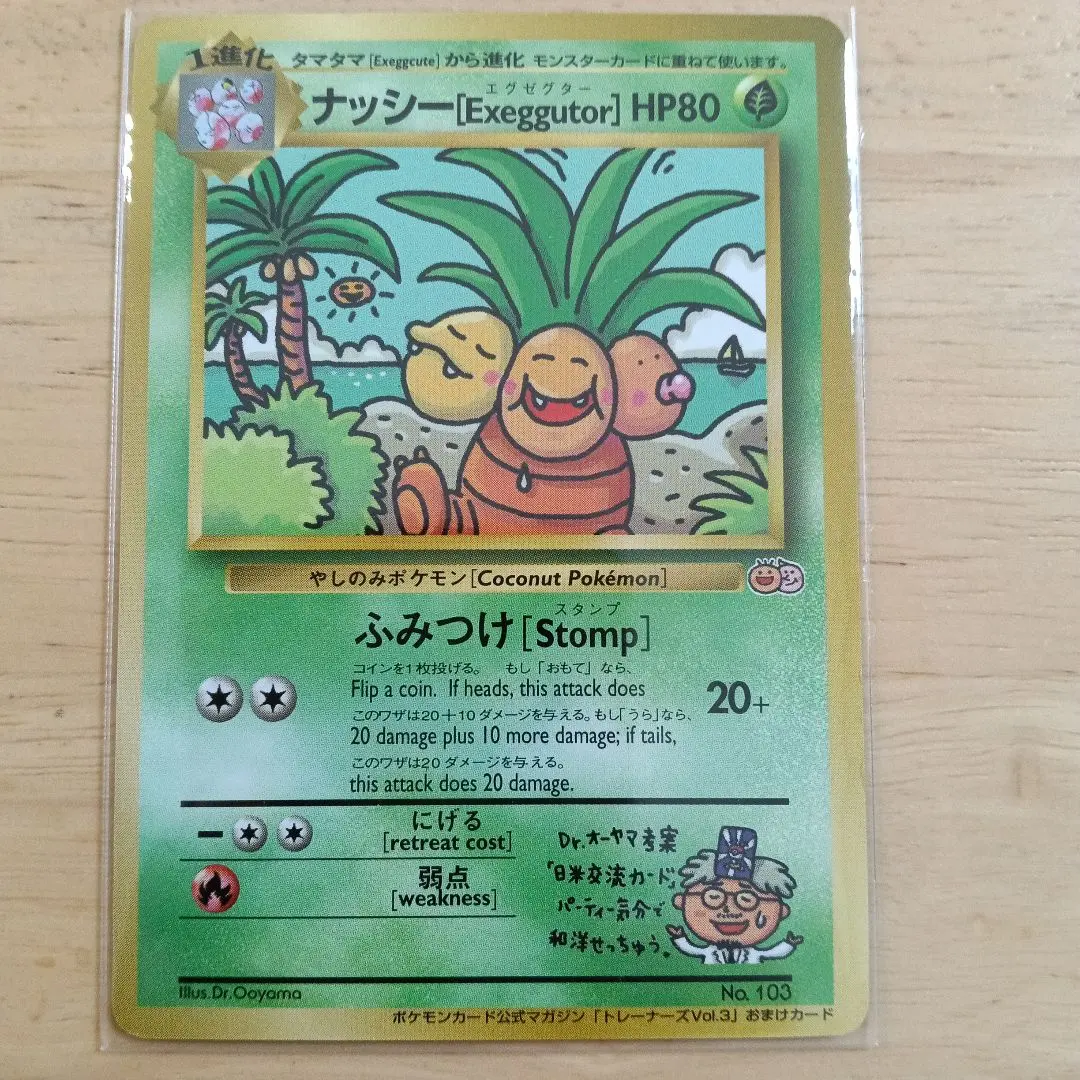 1進化
タマタマ[Exeggcute]から進化 モンスターカードに重ねて使います。
エグゼグター
ナッシー[Exeggutor] HP80
やしのみポケモン[Coconut Pokémon]
スタンプ
ふみつけ[Stomp]
コインを1枚投げる。 もし「おもて」なら、
Flip a coin. If heads, this attack does
20+
このワザは20+10ダメージを与える。もし「うら」なら、
20 damage plus 10 more damage; if tails,
このワザは20ダメージを与える。
this attack does 20 damage.
にげる
[retreat cost]
弱点
[weakness]
Dr.オーヤマ考案
「日米交流カード」
パーティー気分で
和洋せっちゅう。
Illus.Dr.Ooyama
No. 103
ポケモンカード公式マガジン「トレーナーズVol.3」おまけカード